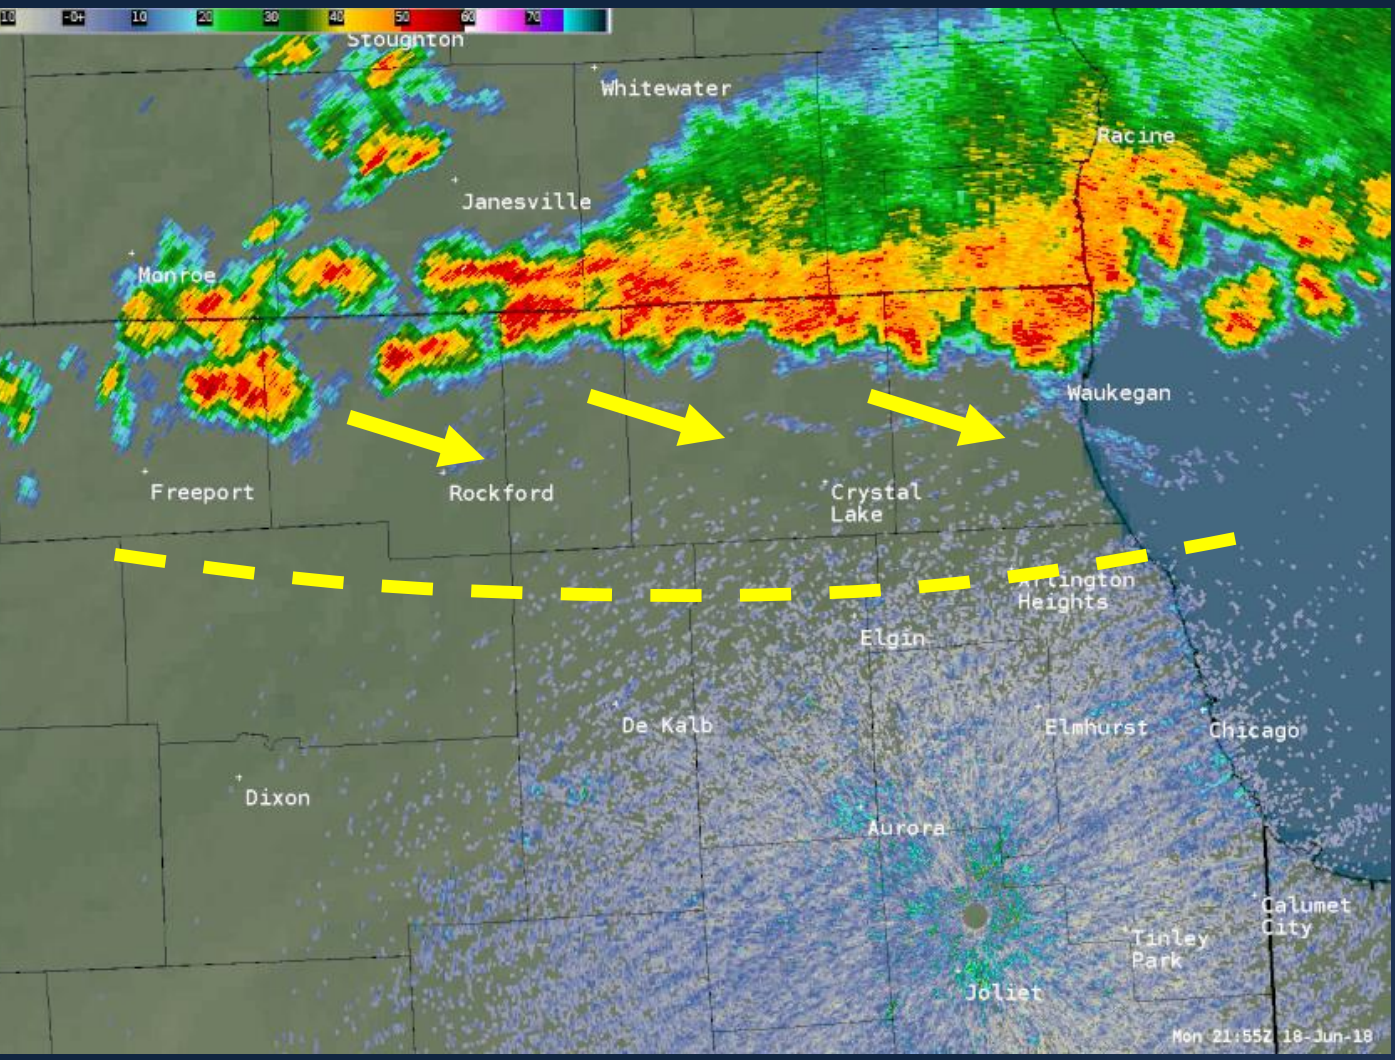 10 -0+ 10 20 30 40 50 60 70
Stoughton
Whitewater
Racine
Janesville
Monroe
Waukegan
Freeport
Rockford
Crystal
Lake
Arlington
Heights
Elgin
De Kalb
Elmhurst
Chicago
Dixon
Aurora
Calumet
City
Tinley
Park
Joliet
Mon 21:55Z 18-Jun-18